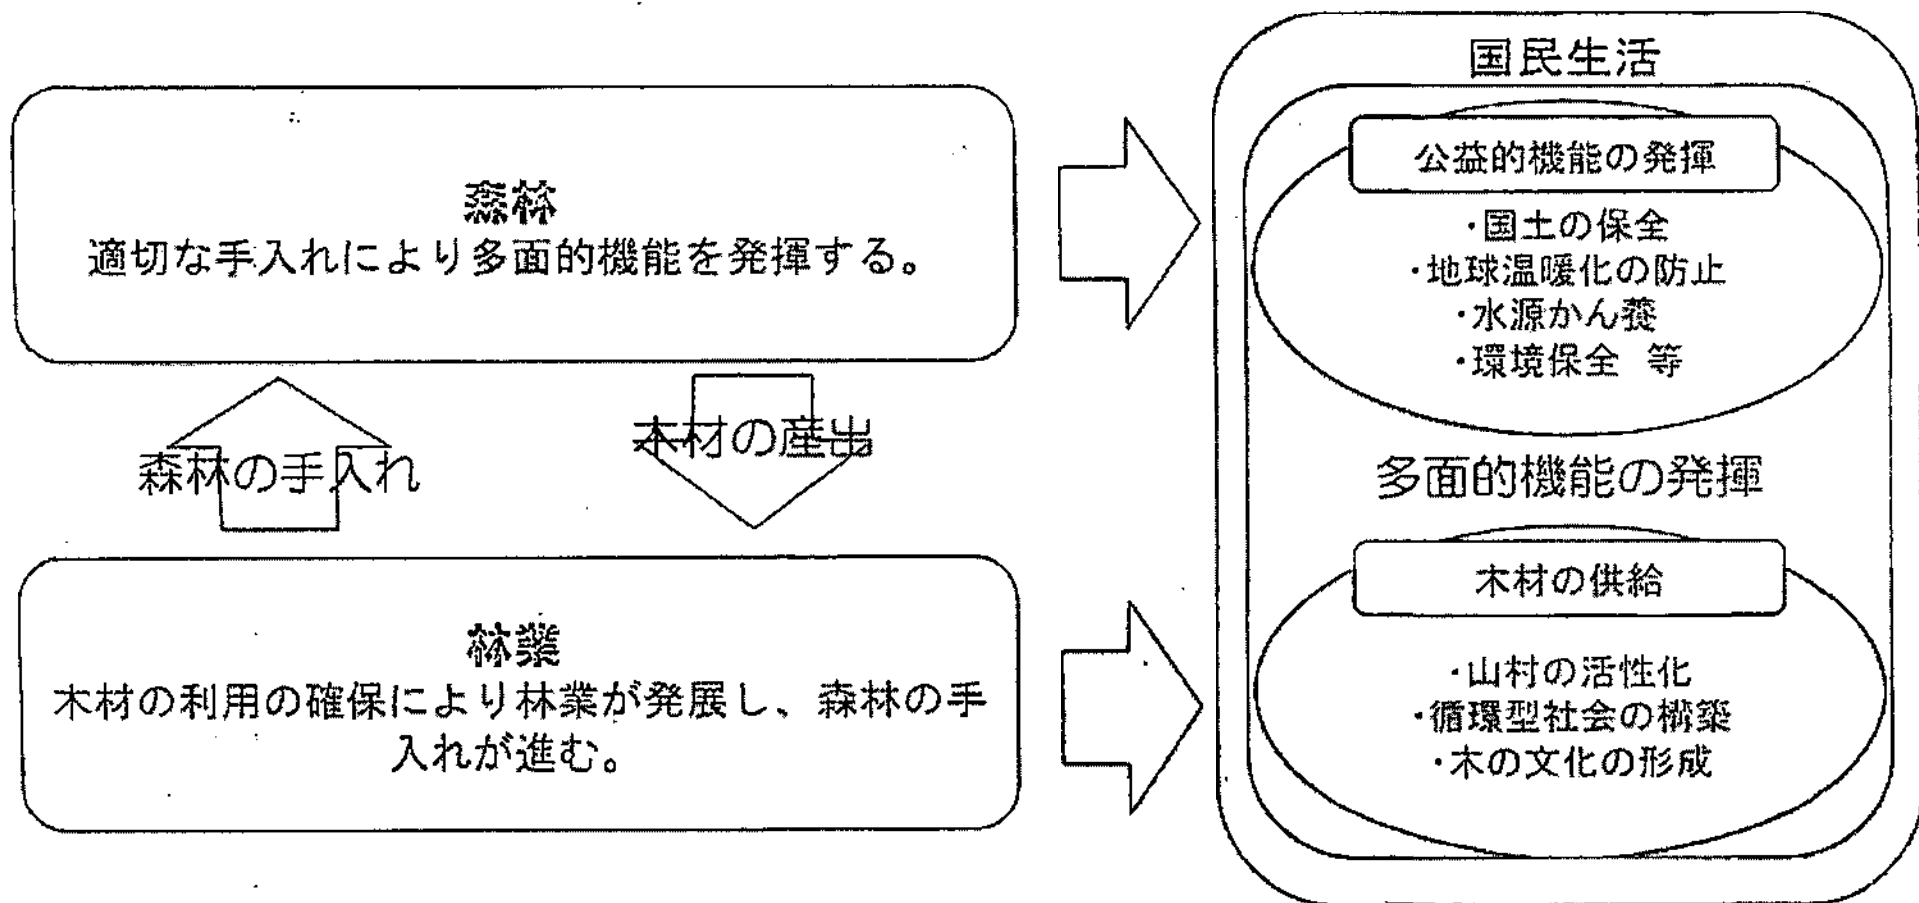 森林
適切な手入れにより多面的機能を発揮する。
森林の手入れ
木材の産出
林業
木材の利用の確保により林業が発展し、森林の手
入れが進む。
国民生活
公益的機能の発揮
・国土の保全
・地球温暖化の防止
・水源かん養
・環境保全 等
多面的機能の発揮
木材の供給
・山村の活性化
・循環型社会の構築
・木の文化の形成